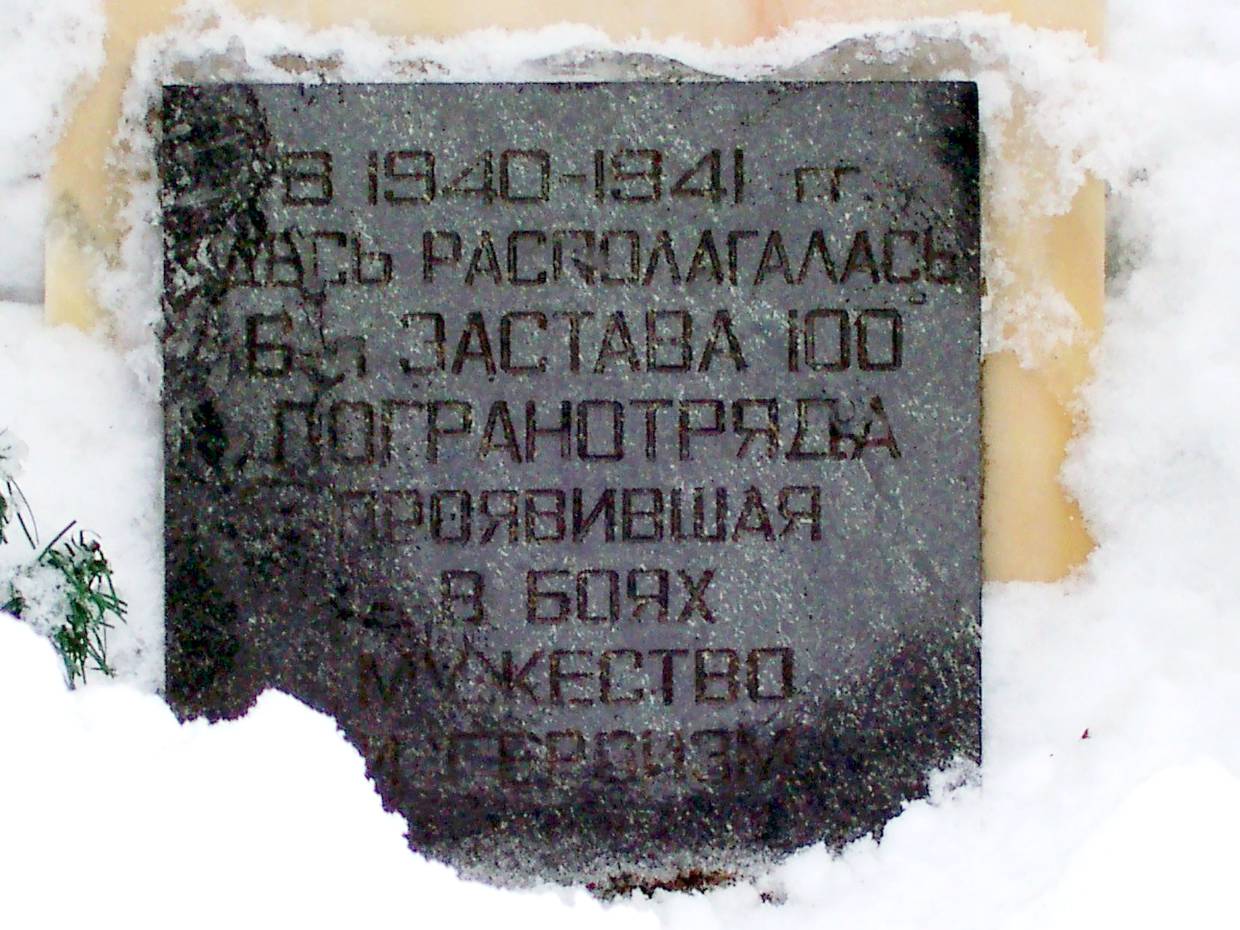 В 1940-1941 гг.
ЗДЕСЬ РАСПОЛАГАЛАСЬ
6-я ЗАСТАВА 100
ПОГРАНОТРЯДА
ПРОЯВИВШАЯ
В БОЯХ
МУЖЕСТВО
И ГЕРОИЗМ